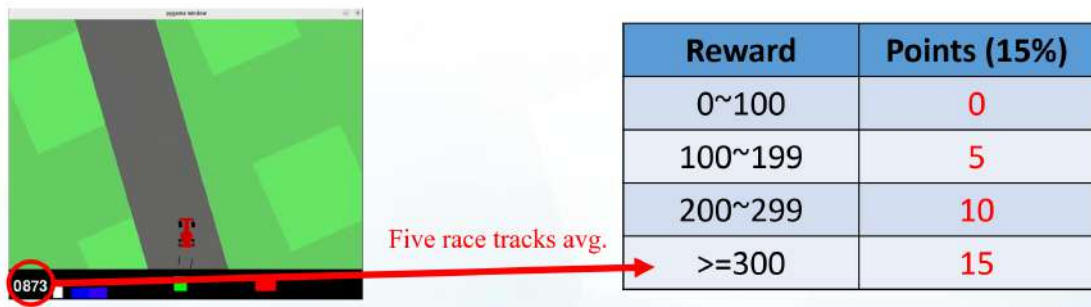 pygame window
0873
Five race tracks avg.
Reward Points (15%)
0~100 0
100~199 5
200~299 10
>=300 15